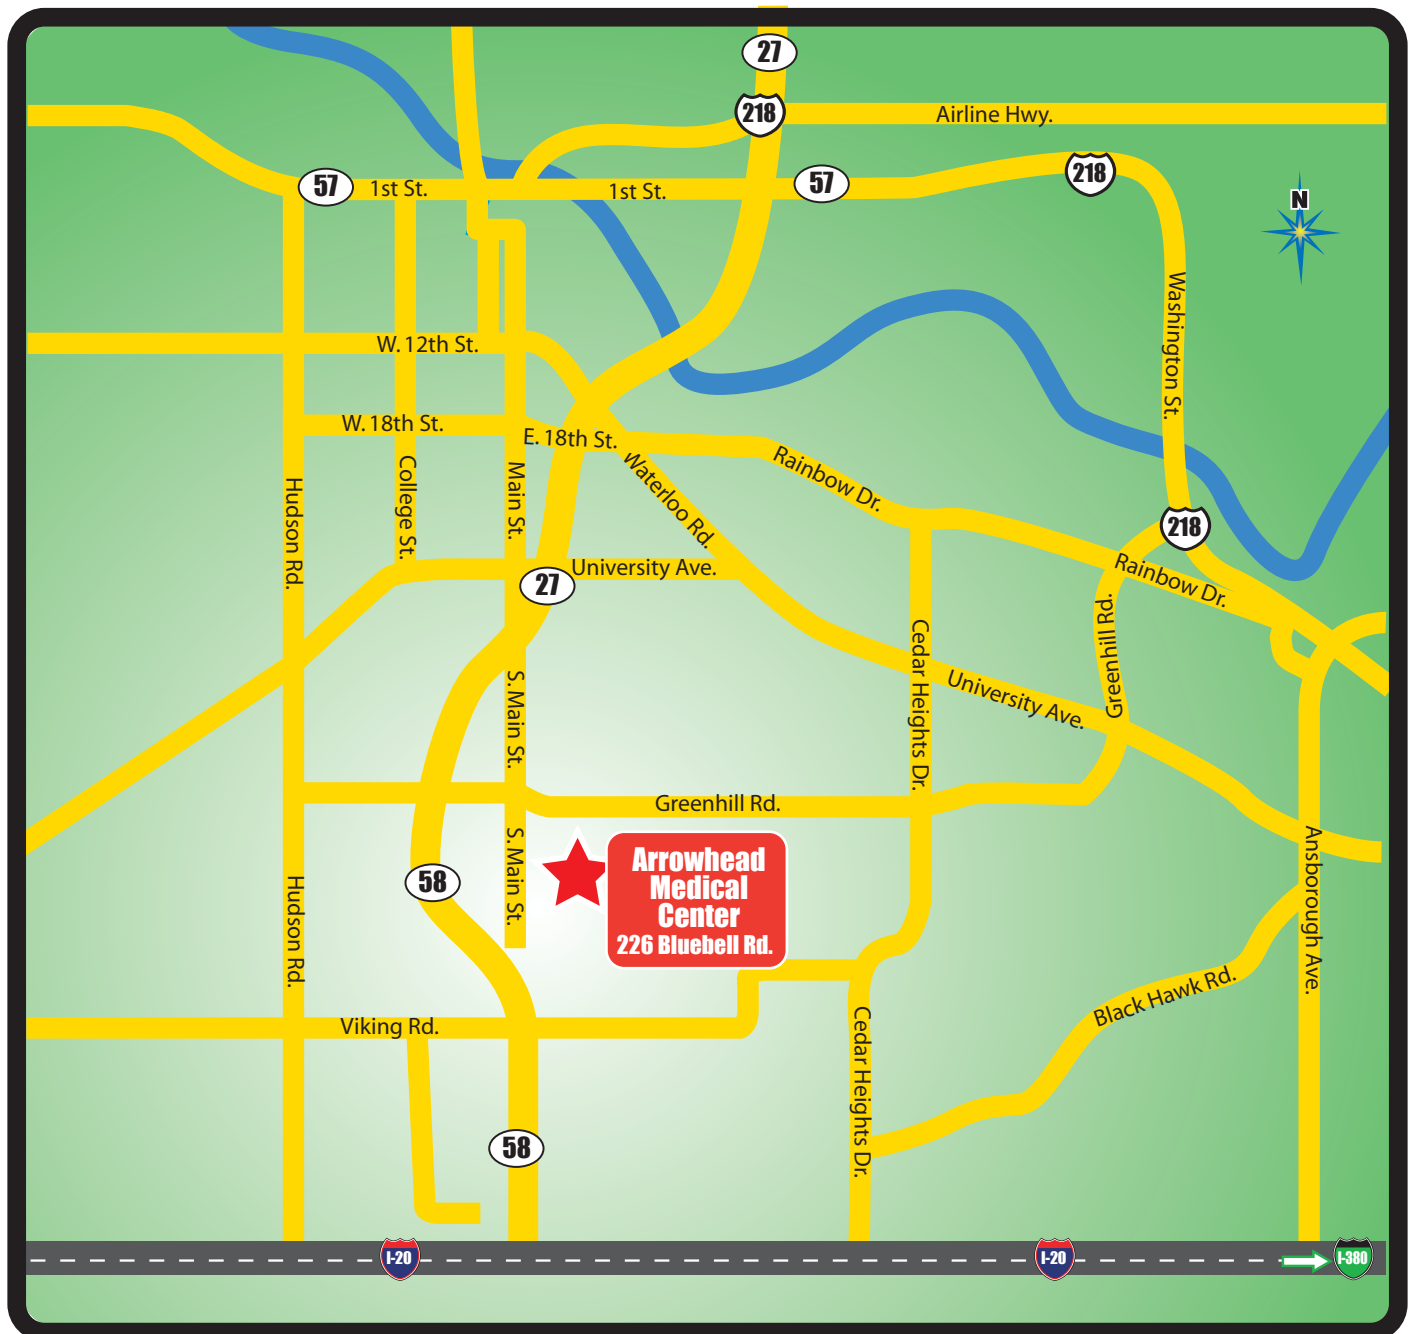 27
218
Airline Hwy.
57
1st St.
1st St.
57
218
N
Washington St.
W. 12th St.
W. 18th St.
E. 18th St.
Rainbow Dr.
Waterloo Rd.
Hudson Rd.
College St.
Main St.
218
University Ave.
27
Rainbow Dr.
Greenhill Rd.
Cedar Heights Dr.
University Ave.
S. Main St.
Greenhill Rd.
S. Main St.
Arrowhead
Medical
Center
226 Bluebell Rd.
58
Hudson Rd.
Ansborough Ave.
Black Hawk Rd.
Viking Rd.
Cedar Heights Dr.
58
I-20
I-20
I-380